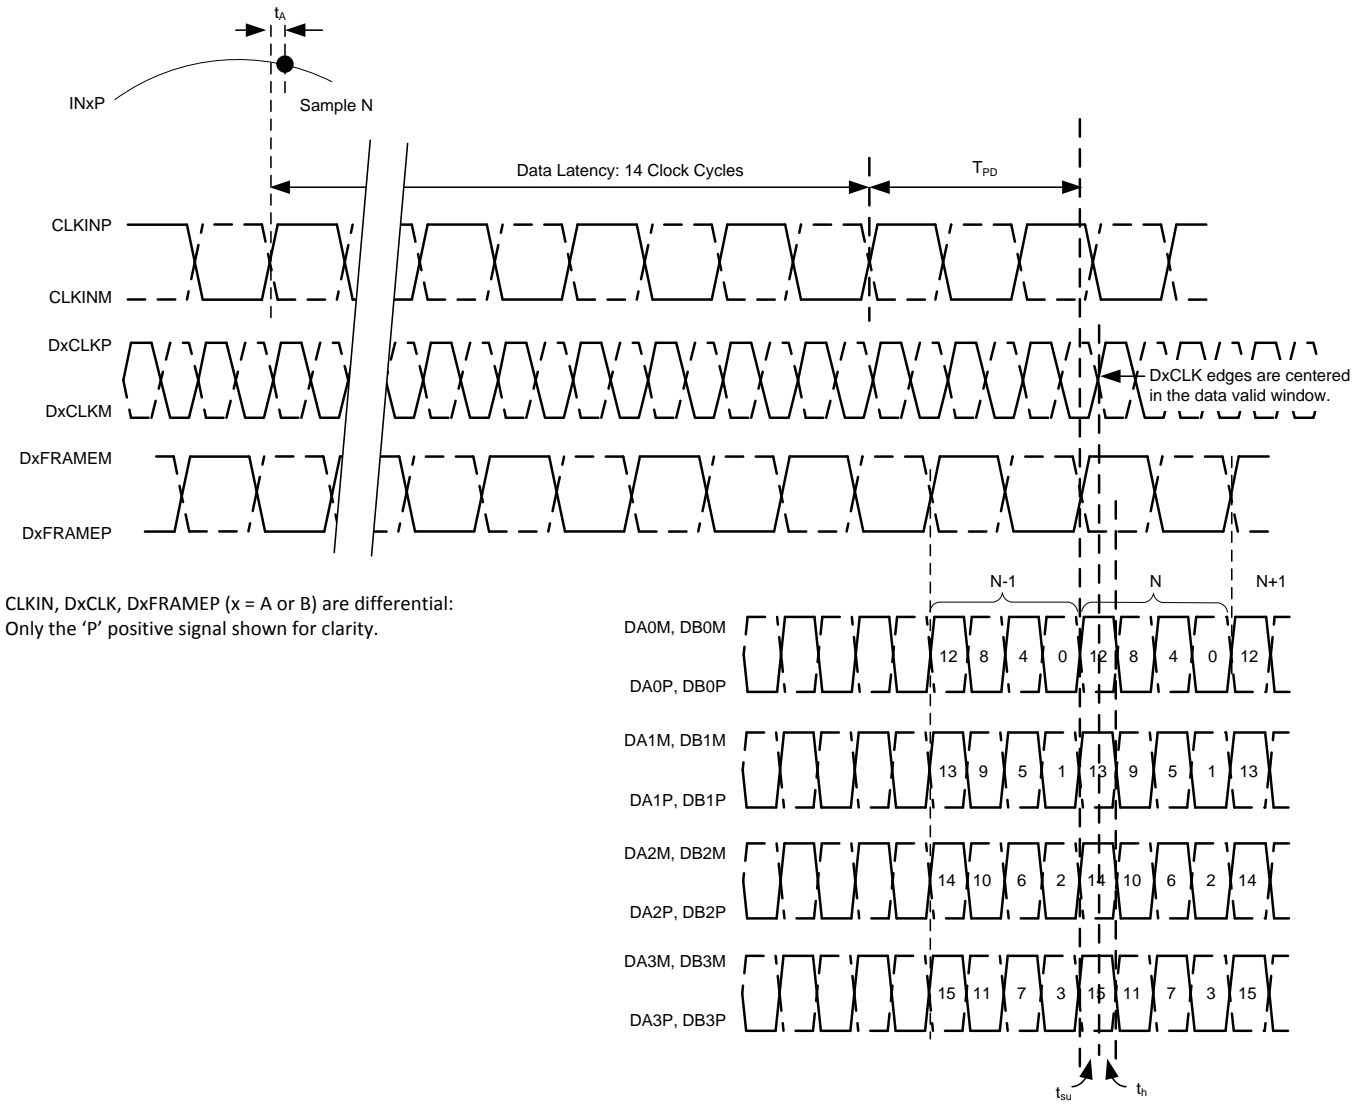 tA
INxP
Sample N
Data Latency: 14 Clock Cycles
TPD
CLKINP
CLKINM
DxCLKP
DxCLKM
DxCLK edges are centered
in the data valid window.
DxFRAMEM
DxFRAMEP
CLKIN, DxCLK, DxFRAMEP (x = A or B) are differential:
Only the ‘P’ positive signal shown for clarity.
N-1 N N+1
DA0M, DB0M
12 8 4 0 12 8 4 0 12
DA0P, DB0P
DA1M, DB1M
13 9 5 1 13 9 5 1 13
DA1P, DB1P
DA2M, DB2M
14 10 6 2 14 10 6 2 14
DA2P, DB2P
DA3M, DB3M
15 11 7 3 15 11 7 3 15
DA3P, DB3P
tsu th